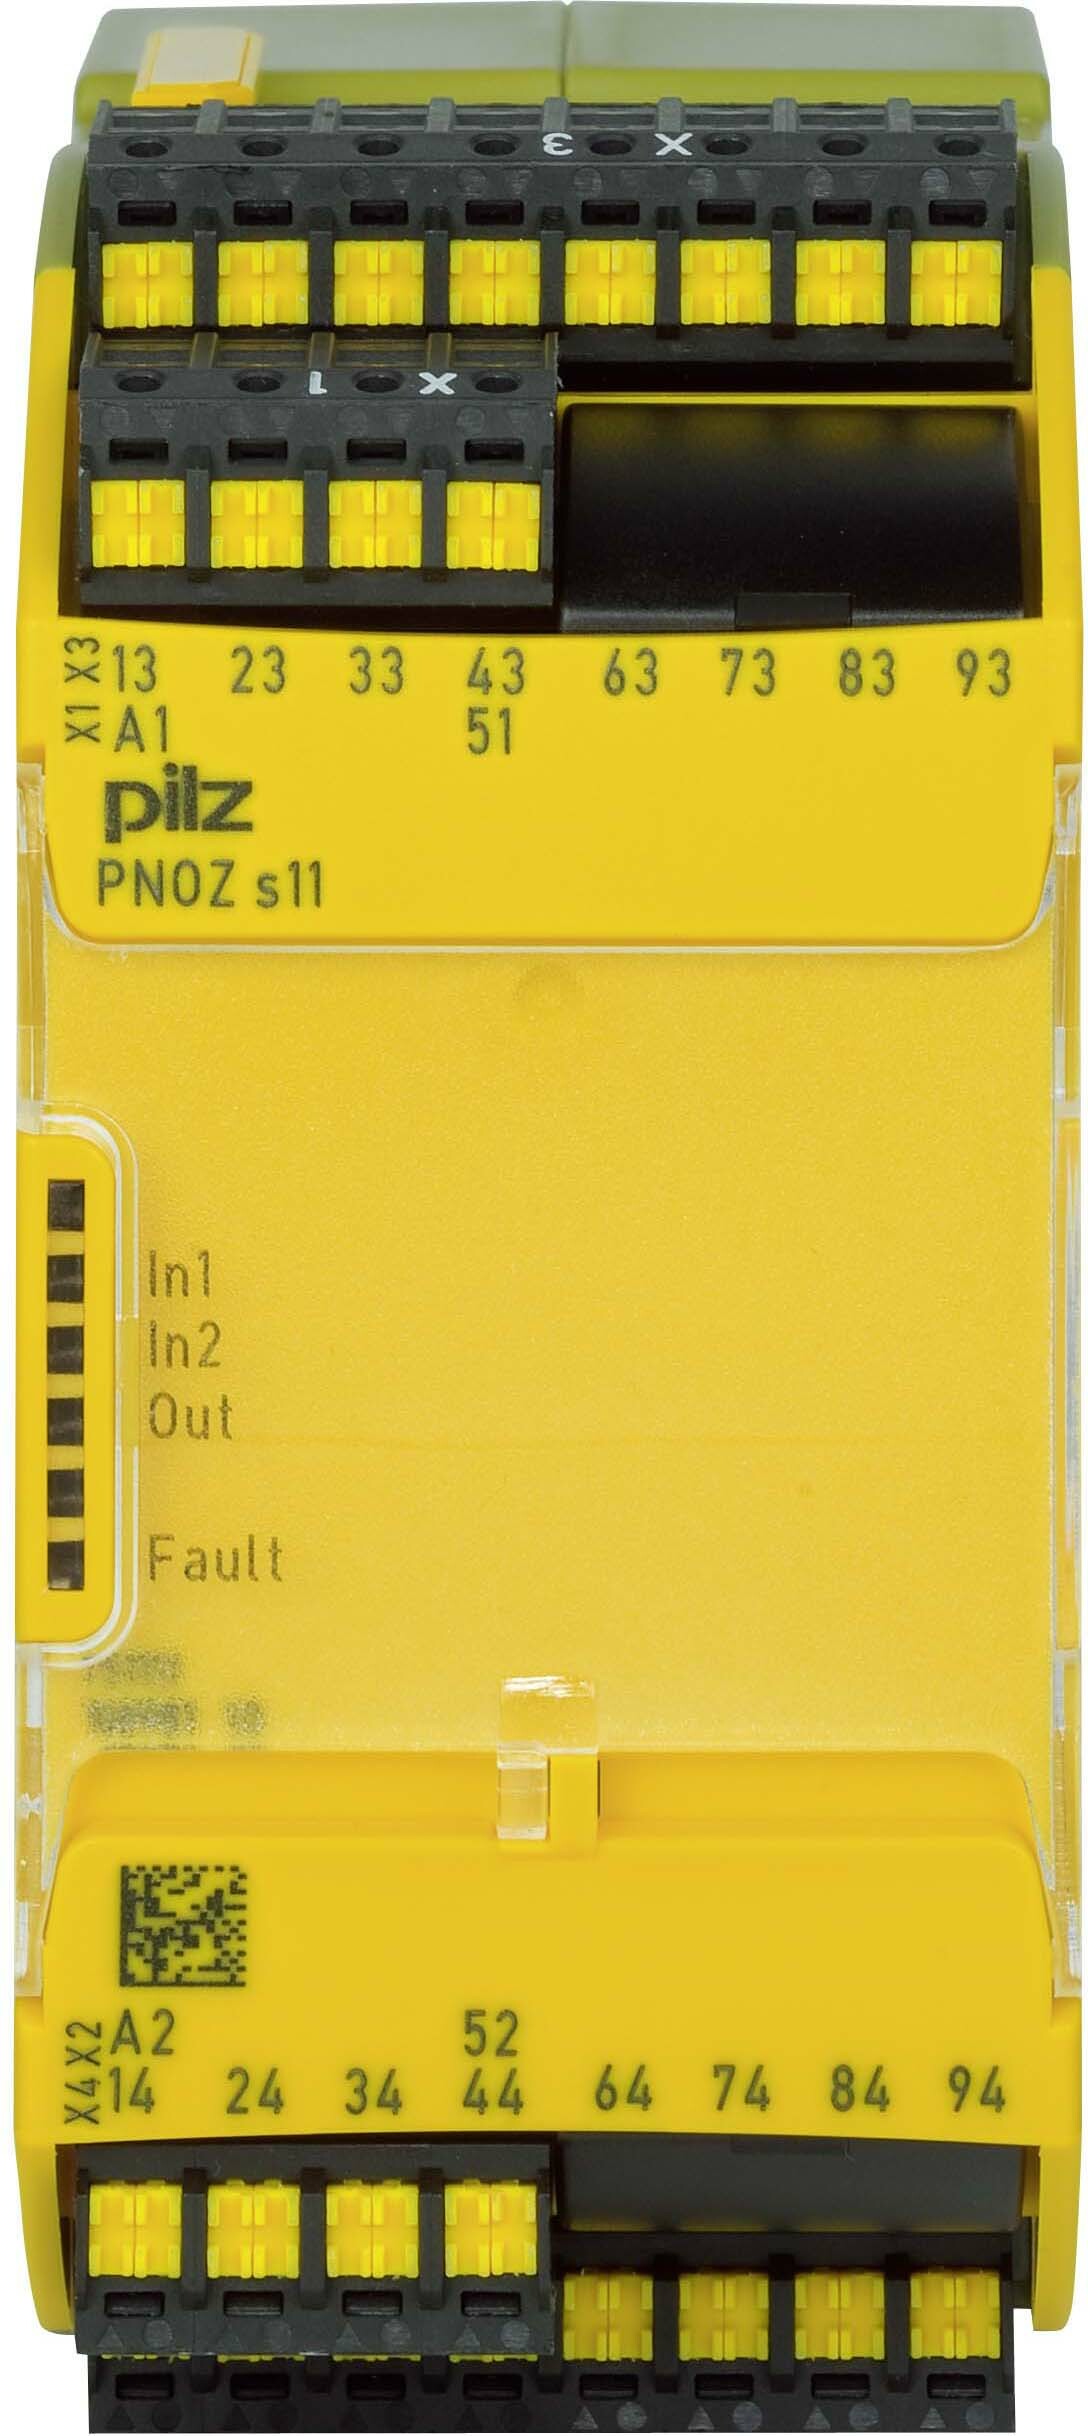 3 X
1 X
X3 13 23 33 43 63 73 83 93
X1 A1 51
pilz
PNOZ s11
In1
In2
Out
Fault
X2 A2 52
X4 14 24 34 44 64 74 84 94